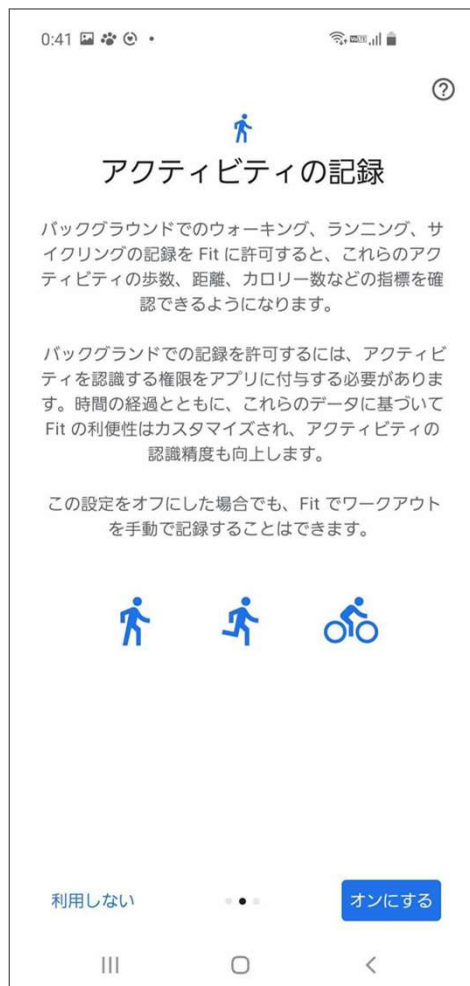 0:41
アクティビティの記録
バックグラウンドでのウォーキング、ランニング、サ
イクリングの記録を Fit に許可すると、これらのアク
ティビティの歩数、距離、カロリー数などの指標を確
認できるようになります。
バックグランドでの記録を許可するには、アクティビ
ティを認識する権限をアプリに付与する必要がありま
す。時間の経過とともに、これらのデータに基づいて
Fit の利便性はカスタマイズされ、アクティビティの
認識精度も向上します。
この設定をオフにした場合でも、Fit でワークアウト
を手動で記録することはできます。
利用しない
オンにする